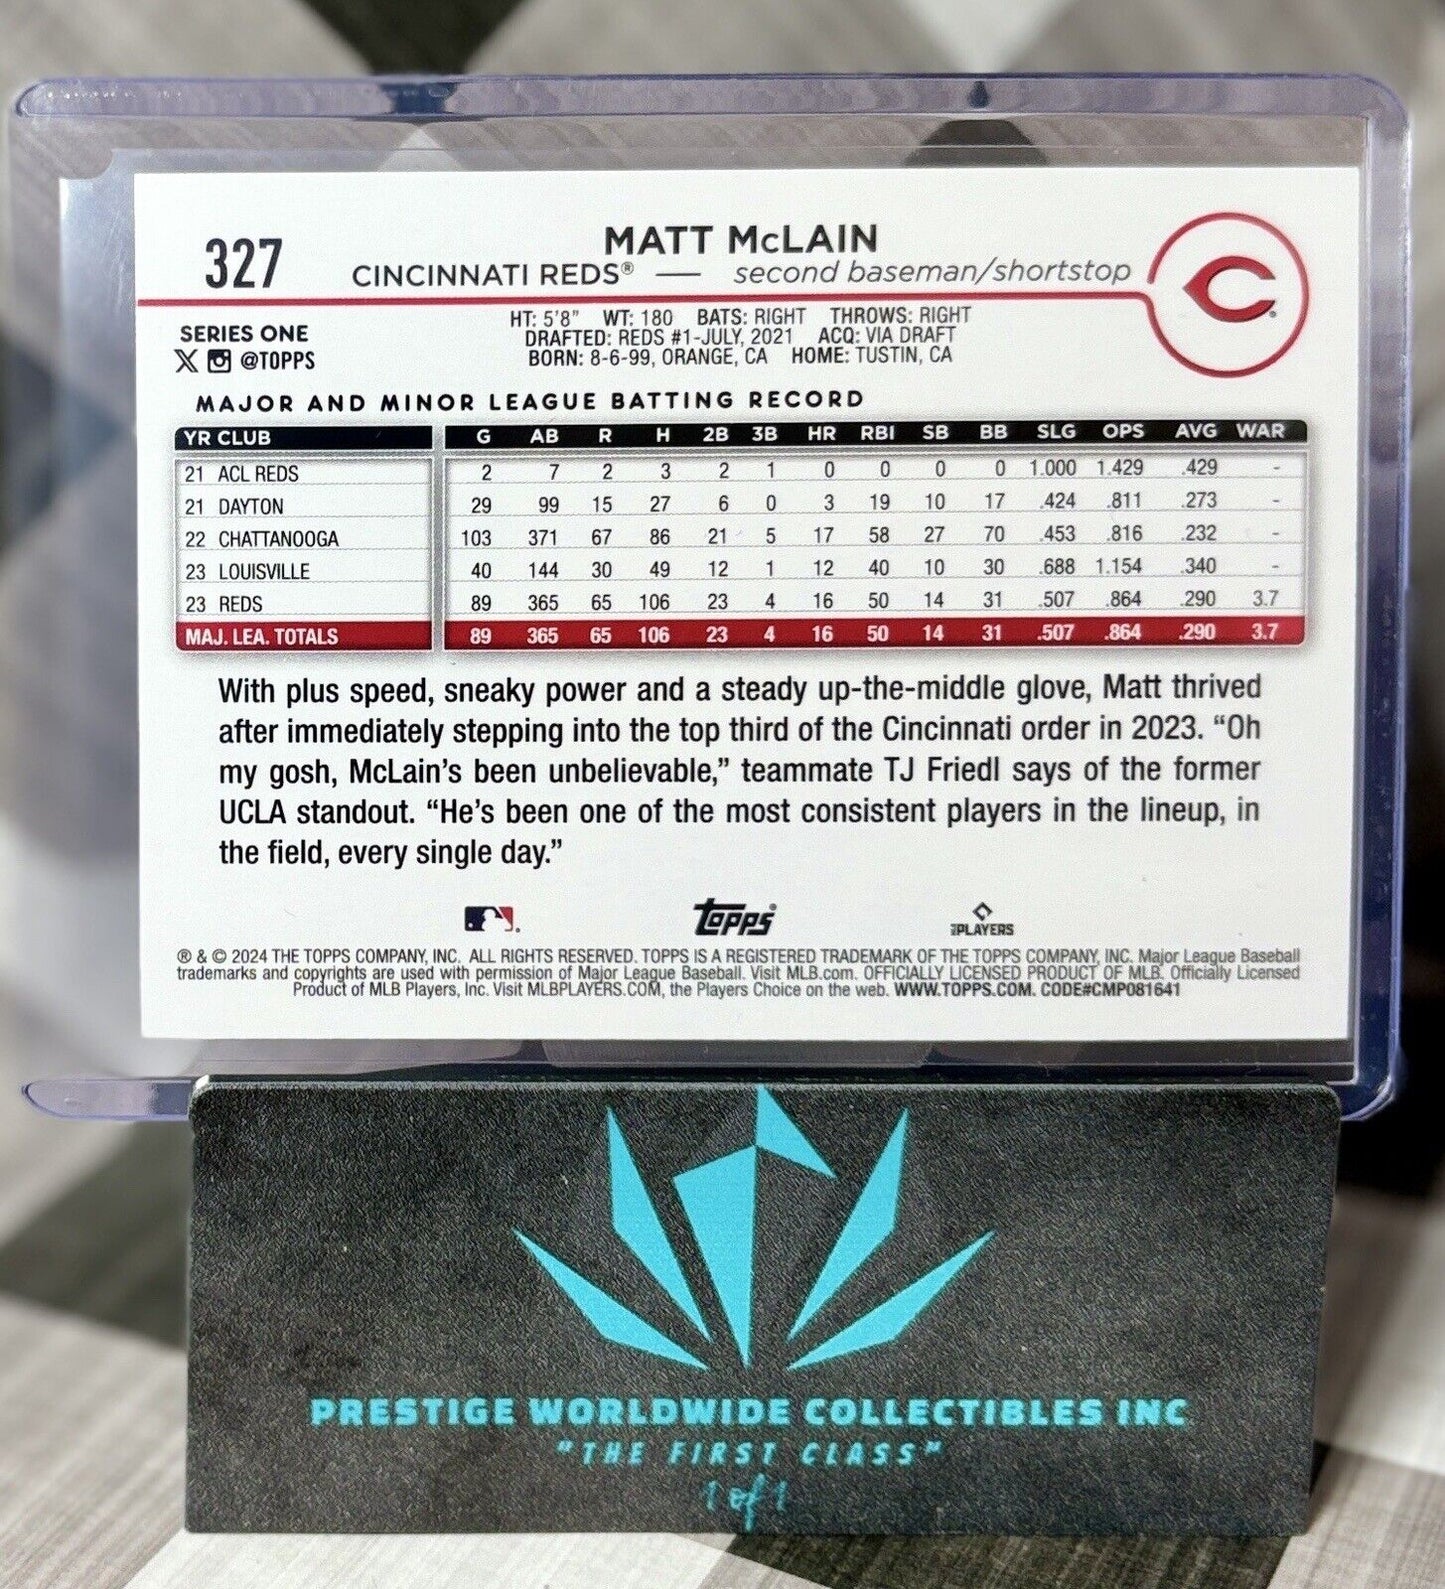 327
MATT McLAIN
CINCINNATI REDS® — second baseman/shortstop
C
SERIES ONE
X @TOPPS
HT: 5'8" WT: 180 BATS: RIGHT THROWS: RIGHT
DRAFTED: REDS #1-JULY, 2021 ACQ: VIA DRAFT
BORN: 8-6-99, ORANGE, CA HOME: TUSTIN, CA
MAJOR AND MINOR LEAGUE BATTING RECORD
YR CLUB G AB R H 2B 3B HR RBI SB BB SLG OPS AVG WAR
21 ACL REDS 2 7 2 3 2 1 0 0 0 0 1.000 1.429 .429 -
21 DAYTON 29 99 15 27 6 0 3 19 10 17 .424 .811 .273 -
22 CHATTANOOGA 103 371 67 86 21 5 17 58 27 70 .453 .816 .232 -
23 LOUISVILLE 40 144 30 49 12 1 12 40 10 30 .688 1.154 .340 -
23 REDS 89 365 65 106 23 4 16 50 14 31 .507 .864 .290 3.7
MAJ. LEA. TOTALS 89 365 65 106 23 4 16 50 14 31 .507 .864 .290 3.7
With plus speed, sneaky power and a steady up-the-middle glove, Matt thrived
after immediately stepping into the top third of the Cincinnati order in 2023. “Oh
my gosh, McLain’s been unbelievable,” teammate TJ Friedl says of the former
UCLA standout. “He’s been one of the most consistent players in the lineup, in
the field, every single day.”
Topps®
MLBPLAYERS
® & © 2024 THE TOPPS COMPANY, INC. ALL RIGHTS RESERVED. TOPPS IS A REGISTERED TRADEMARK OF THE TOPPS COMPANY, INC. Major League Baseball
trademarks and copyrights are used with permission of Major League Baseball. Visit MLB.com. OFFICIALLY LICENSED PRODUCT OF MLB. Officially Licensed
Product of MLB Players, Inc. Visit MLBPLAYERS.COM, the Players Choice on the web. WWW.TOPPS.COM. CODE#CMP081641
PRESTIGE WORLDWIDE COLLECTIBLES INC
"THE FIRST CLASS"
1 of 1